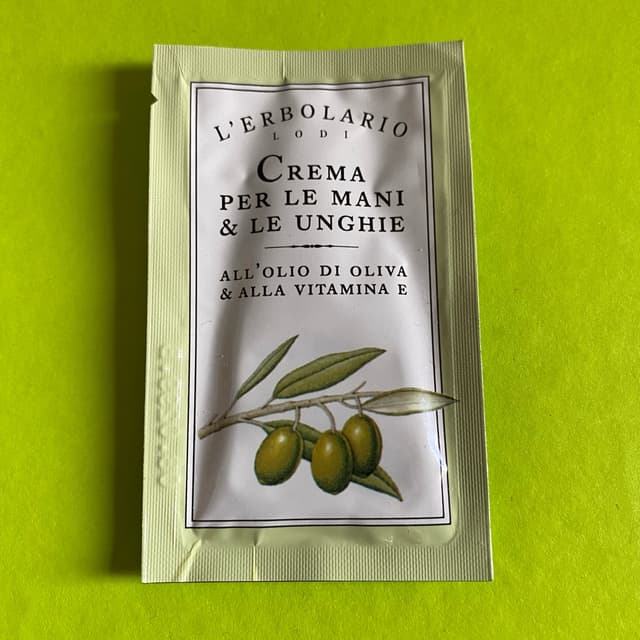 L'ERBOLARIO
LODI
CREMA
PER LE MANI
& LE UNGHIE
ALL'OLIO DI OLIVA
& ALLA VITAMINA E